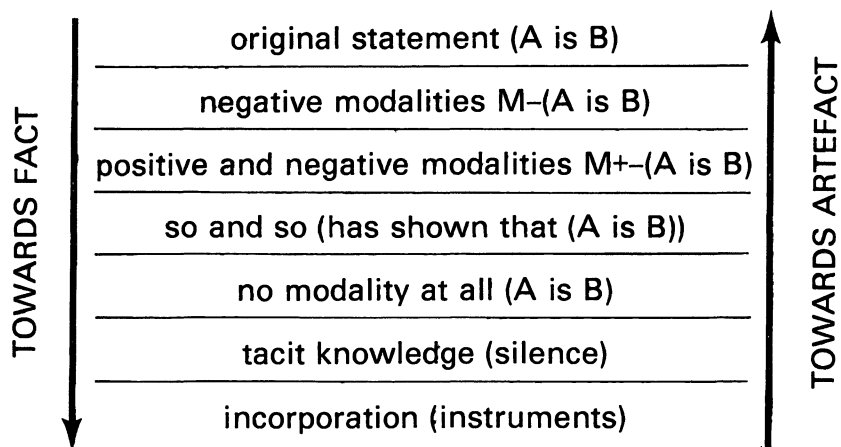 TOWARDS FACT
original statement (A is B)
negative modalities M–(A is B)
positive and negative modalities M+–(A is B)
so and so (has shown that (A is B))
no modality at all (A is B)
tacit knowledge (silence)
incorporation (instruments)
TOWARDS ARTEFACT